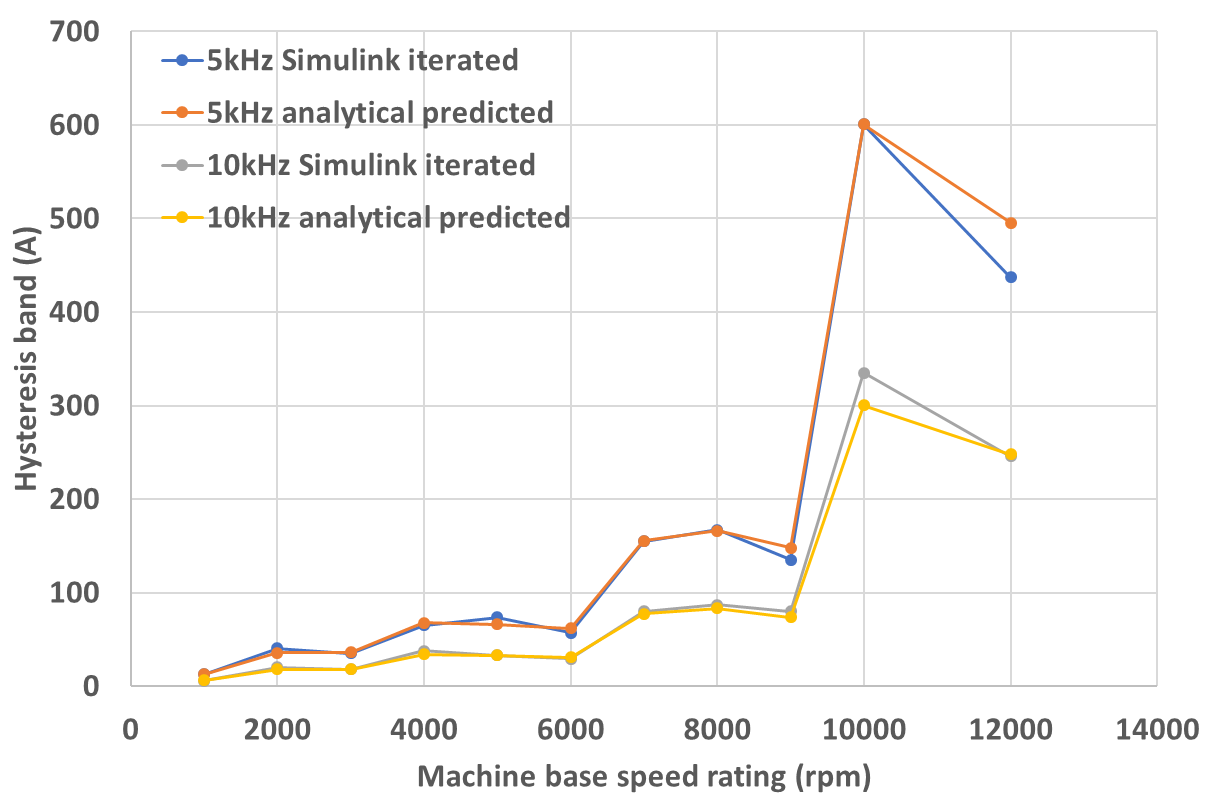 700
600
500
400
300
200
100
0
Hysteresis band (A)
5kHz Simulink iterated
5kHz analytical predicted
10kHz Simulink iterated
10kHz analytical predicted
0 2000 4000 6000 8000 10000 12000 14000
Machine base speed rating (rpm)